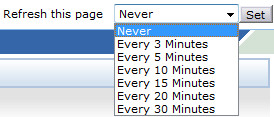 Refresh this page Never Set
Never
Every 3 Minutes
Every 5 Minutes
Every 10 Minutes
Every 15 Minutes
Every 20 Minutes
Every 30 Minutes